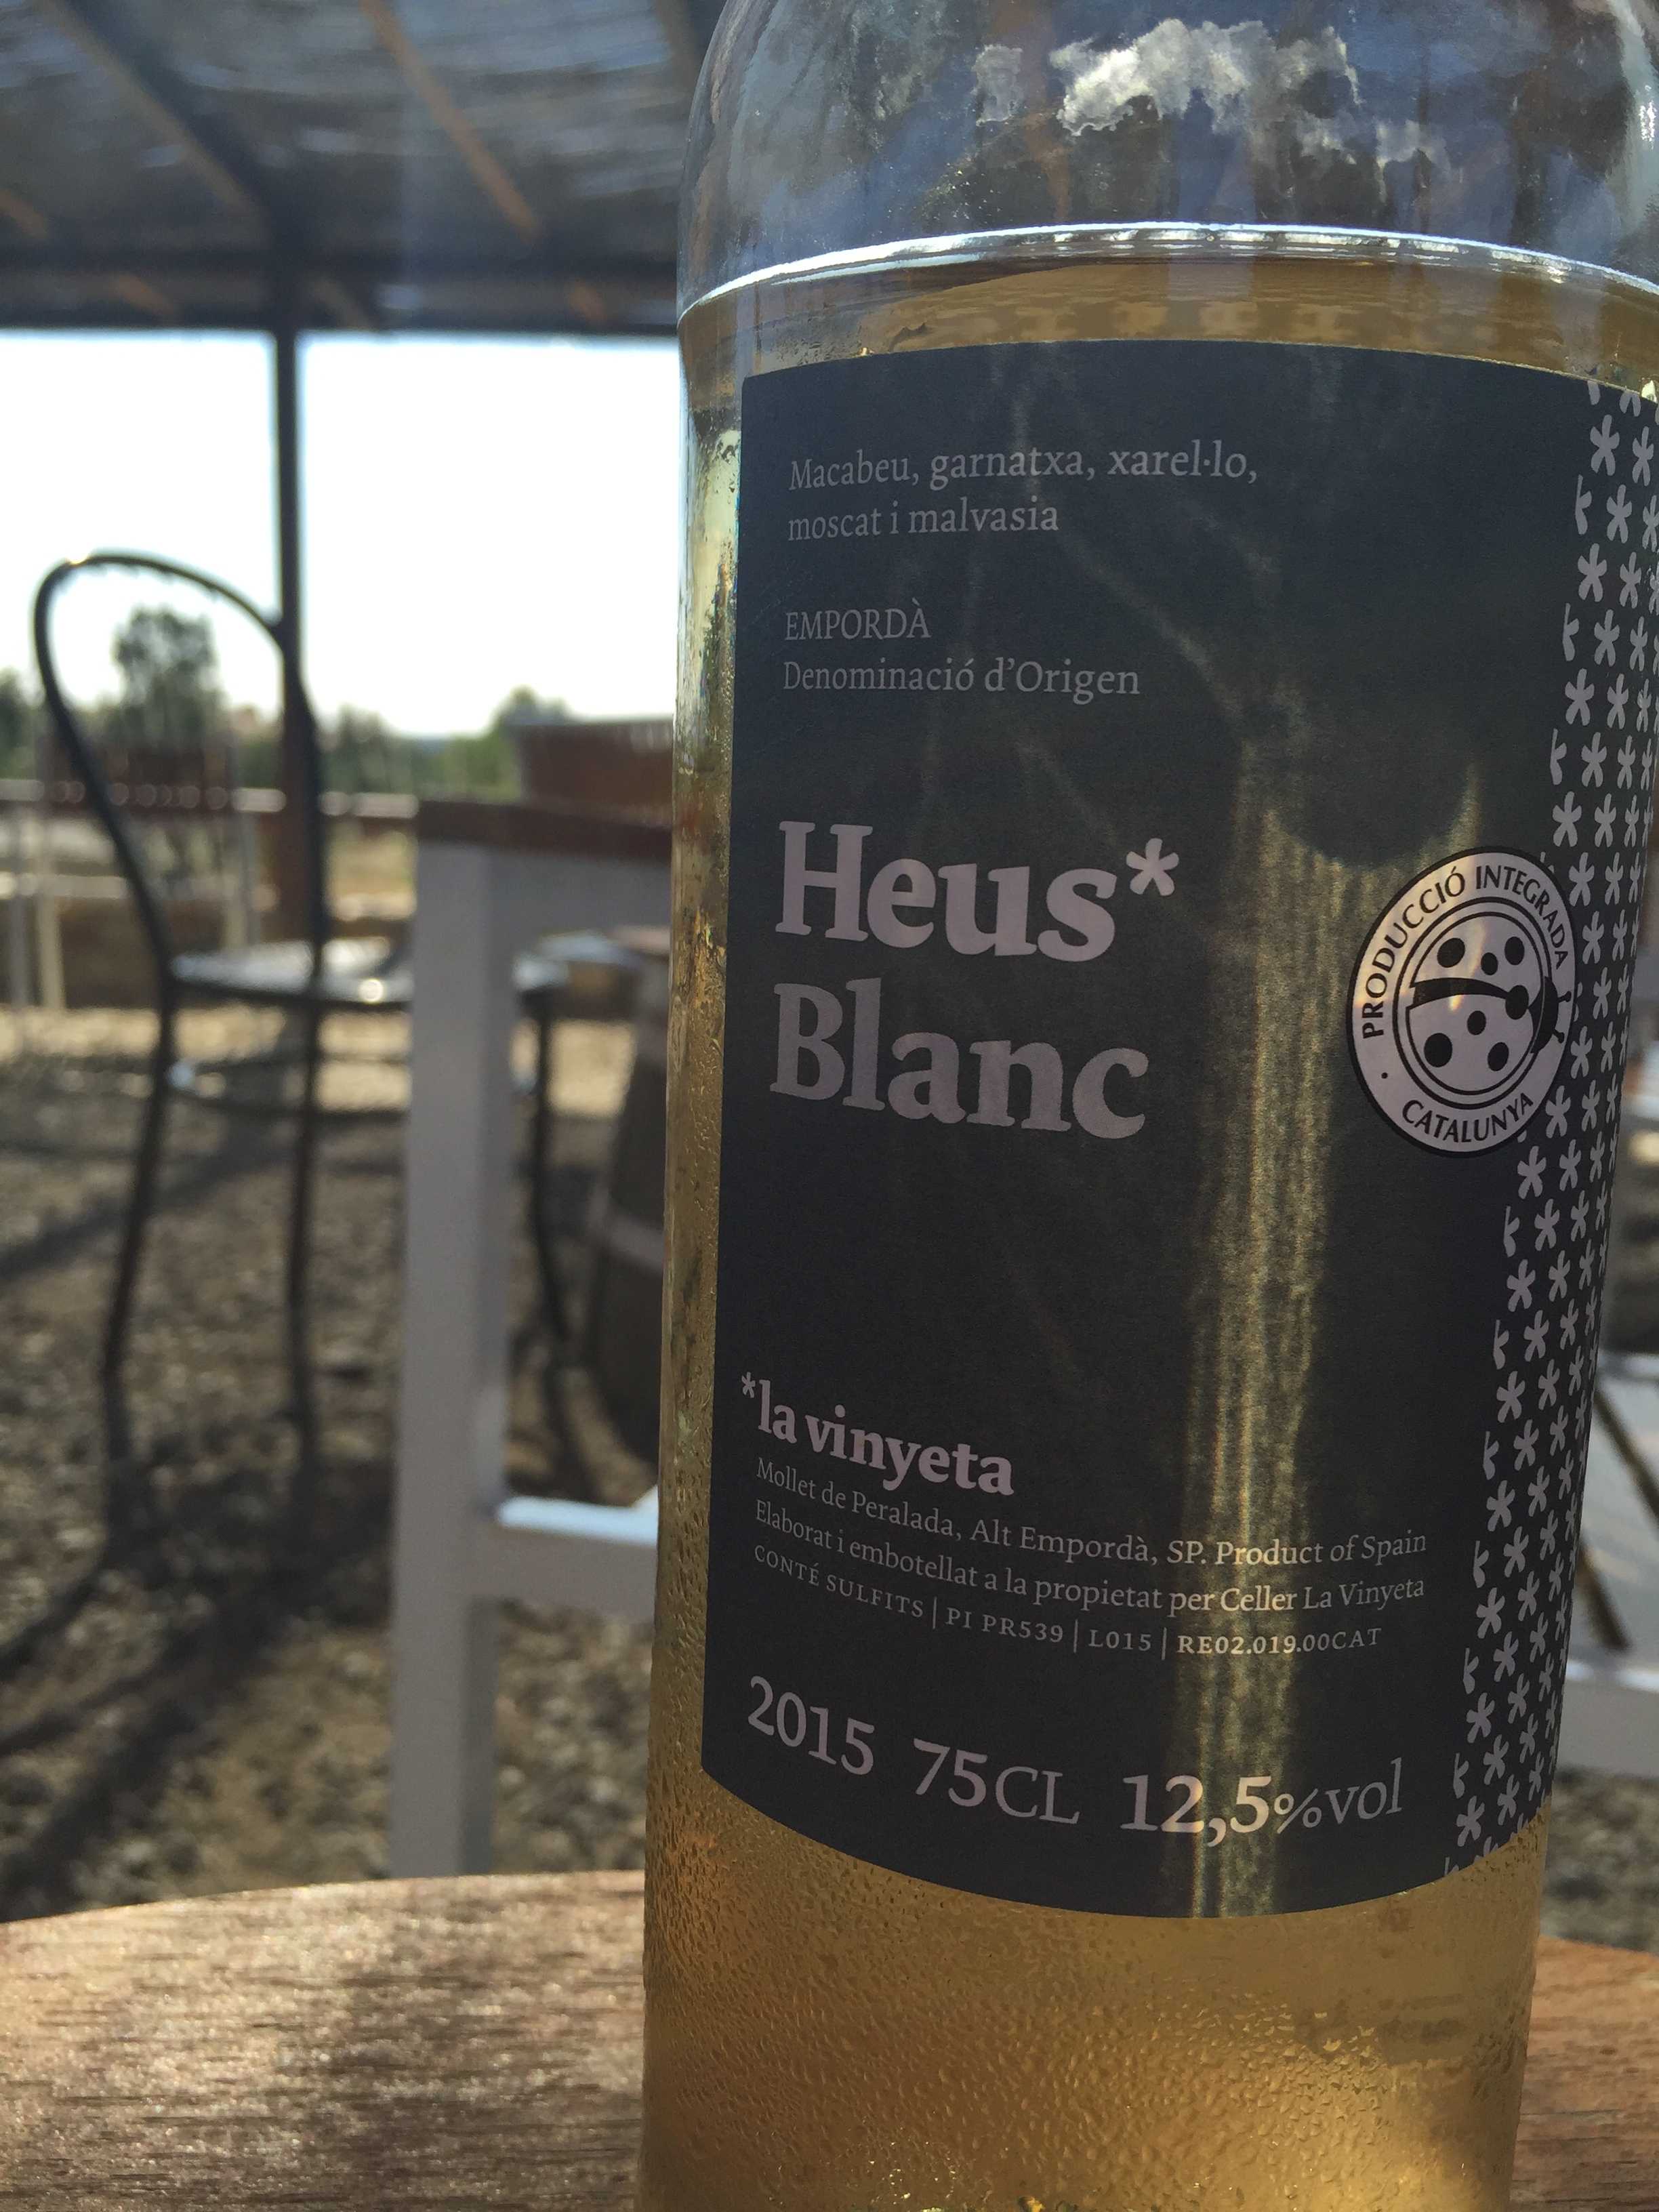 Macabeu, garnatxa, xarel·lo,
moscat i malvasia
EMPORDÀ
Denominació d'Origen
Heus*
Blanc
PRODUCCIÓ INTEGRADA
· CATALUNYA
*la vinyeta
Mollet de Peralada, Alt Empordà, SP. Product of Spain
Elaborat i embotellat a la propietat per Celler La Vinyeta
CONTÉ SULFITS | PI PR539 | L015 | RE02.019.00CAT
2015 75CL 12,5%vol